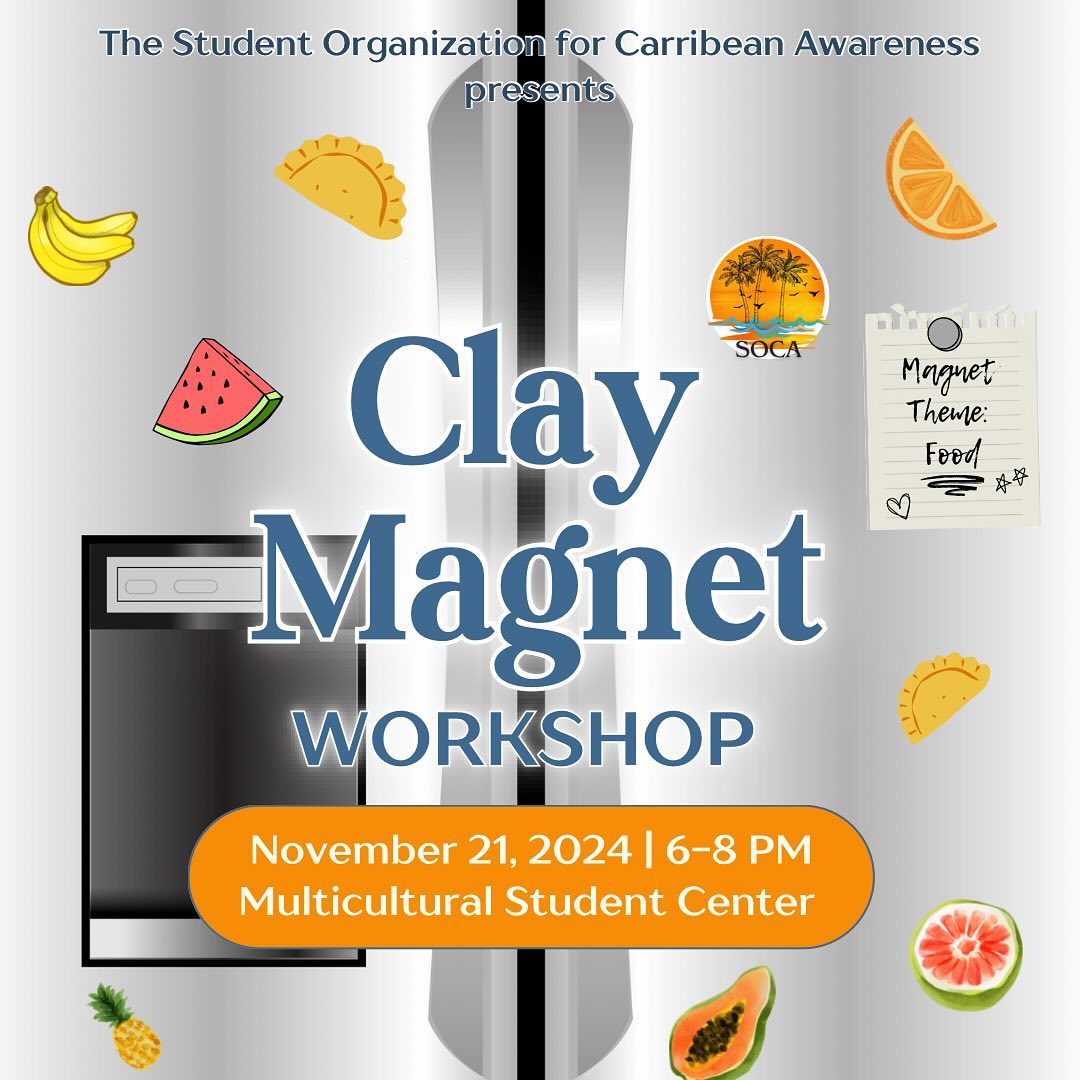 The Student Organization for Carribean Awareness
presents
SOCA
Magnet
Theme:
Food
Clay
Magnet
WORKSHOP
November 21, 2024 | 6-8 PM
Multicultural Student Center